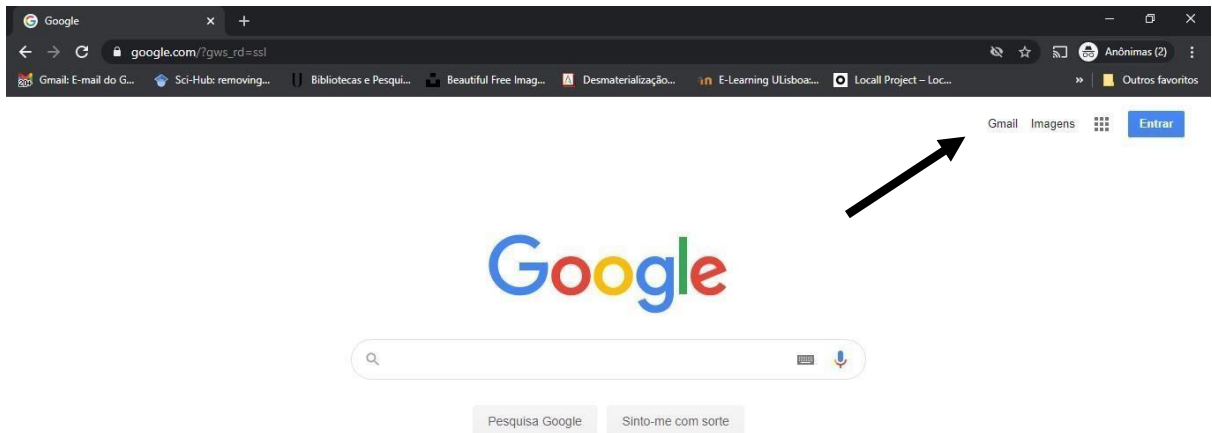 Google
google.com/?gws_rd=ssl
Anônimas (2)
Gmail: E-mail do G...
Sci-Hub: removing...
Bibliotecas e Pesqui...
Beautiful Free Imag...
Desmaterialização...
E-Learning ULisboa:...
Locall Project – Loc...
»
Outros favoritos
Gmail Imagens Entrar
Google
Pesquisa Google Sinto-me com sorte